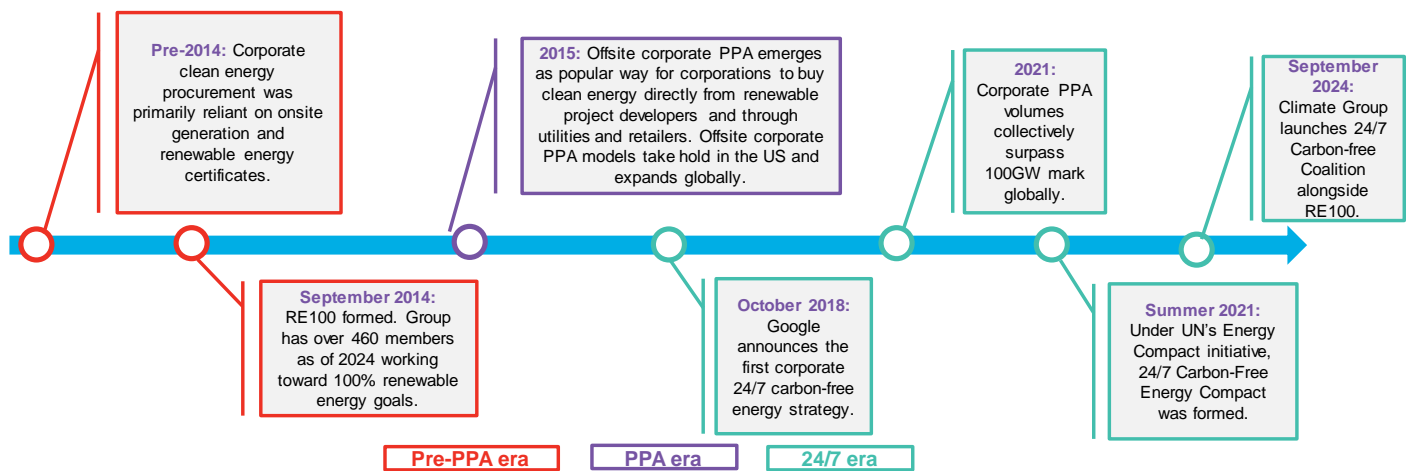 Pre-2014: Corporate
clean energy
procurement was
primarily reliant on onsite
generation and
renewable energy
certificates.
2015: Offsite corporate PPA emerges
as popular way for corporations to buy
clean energy directly from renewable
project developers and through
utilities and retailers. Offsite corporate
PPA models take hold in the US and
expands globally.
2021:
Corporate PPA
volumes
collectively
surpass
100GW mark
globally.
September
2024:
Climate Group
launches 24/7
Carbon-free
Coalition
alongside
RE100.
September 2014:
RE100 formed. Group
has over 460 members
as of 2024 working
toward 100% renewable
energy goals.
October 2018:
Google
announces the
first corporate
24/7 carbon-free
energy strategy.
Summer 2021:
Under UN’s Energy
Compact initiative,
24/7 Carbon-Free
Energy Compact
was formed.
Pre-PPA era
PPA era
24/7 era